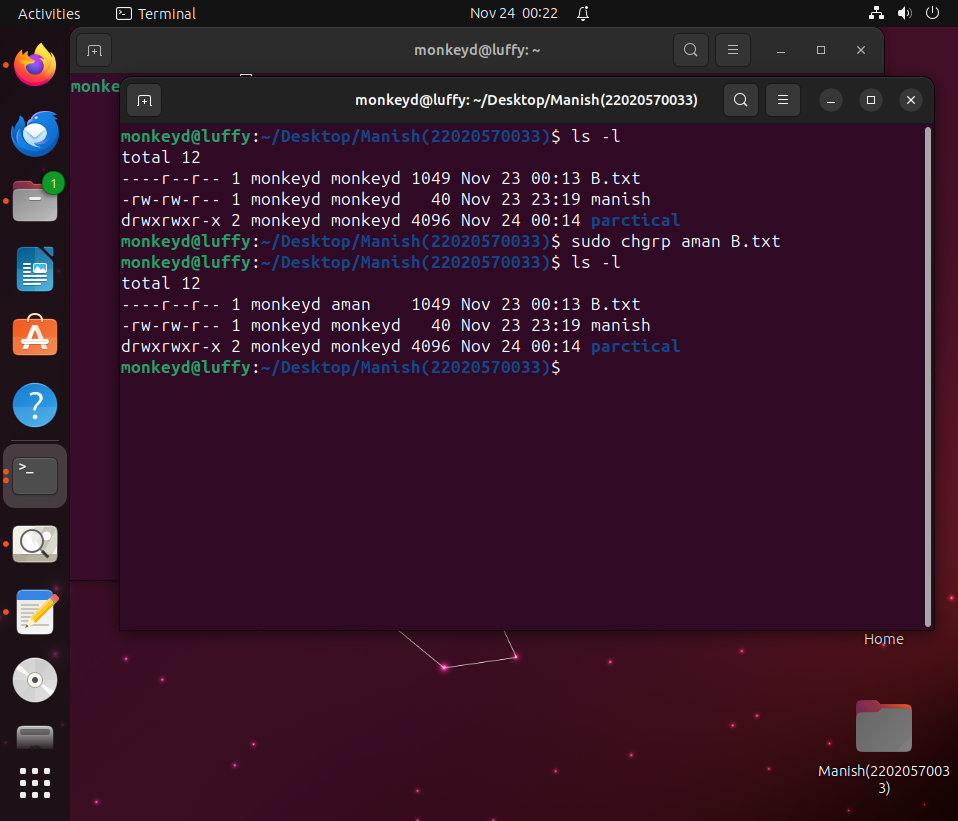 Activities
Terminal
Nov 24 00:22
monkeyd@luffy: ~
monke
monkeyd@luffy: ~/Desktop/Manish(22020570033)
monkeyd@luffy:~/Desktop/Manish(22020570033)$ ls -l
total 12
----r--r-- 1 monkeyd monkeyd 1049 Nov 23 00:13 B.txt
-rw-rw-r-- 1 monkeyd monkeyd   40 Nov 23 23:19 manish
drwxrwxr-x 2 monkeyd monkeyd 4096 Nov 24 00:14 parctical
monkeyd@luffy:~/Desktop/Manish(22020570033)$ sudo chgrp aman B.txt
monkeyd@luffy:~/Desktop/Manish(22020570033)$ ls -l
total 12
----r--r-- 1 monkeyd aman    1049 Nov 23 00:13 B.txt
-rw-rw-r-- 1 monkeyd monkeyd   40 Nov 23 23:19 manish
drwxrwxr-x 2 monkeyd monkeyd 4096 Nov 24 00:14 parctical
monkeyd@luffy:~/Desktop/Manish(22020570033)$
1
?
>_
Home
Manish(2202057003
3)